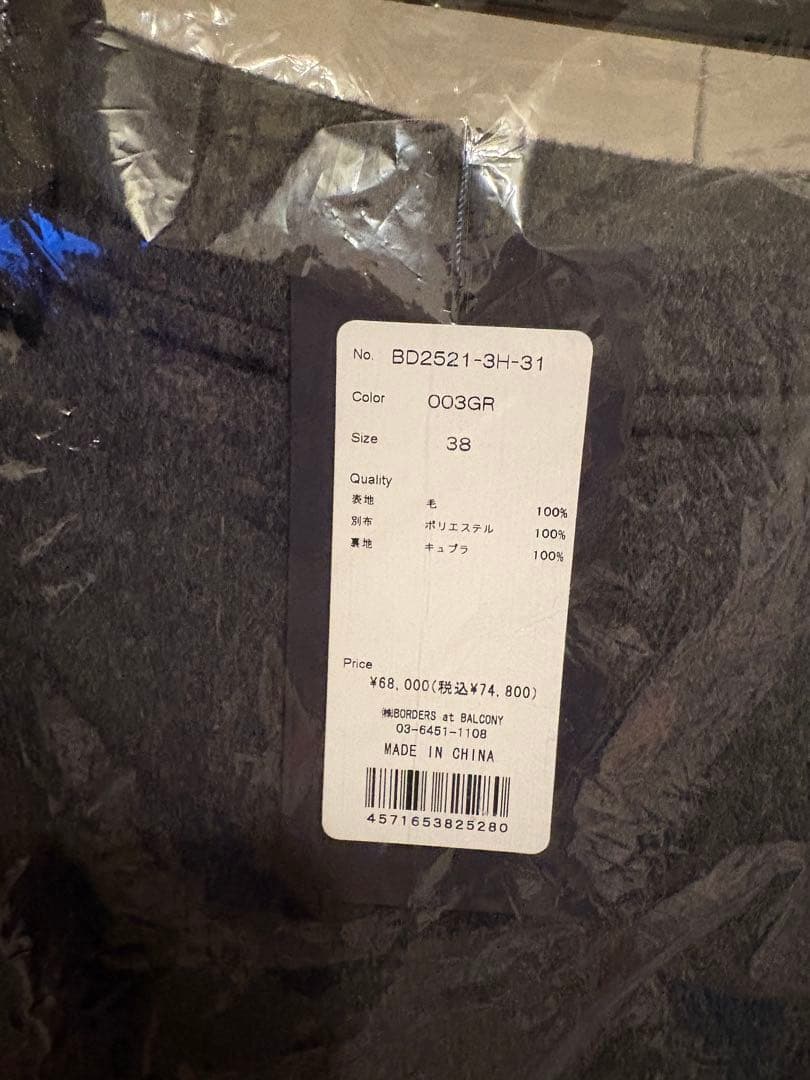 No. BD2521-3H-31
Color 003GR
Size 38
Quality
表地 毛 100%
別布 ポリエステル 100%
裏地 キュプラ 100%
Price
¥68,000(税込¥74,800)
㈱BORDERS at BALCONY
03-6451-1108
MADE IN CHINA
4571653825280